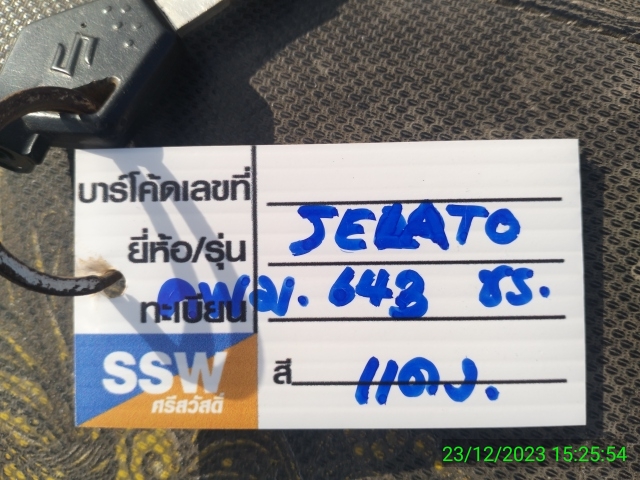 บาร์โค้ดเลขที่
ยี่ห้อ/รุ่น JELATO
ทะเบียน 643 ชร.
SSW สี แดง.
ศรีสวัสดิ์
23/12/2023 15:25:54